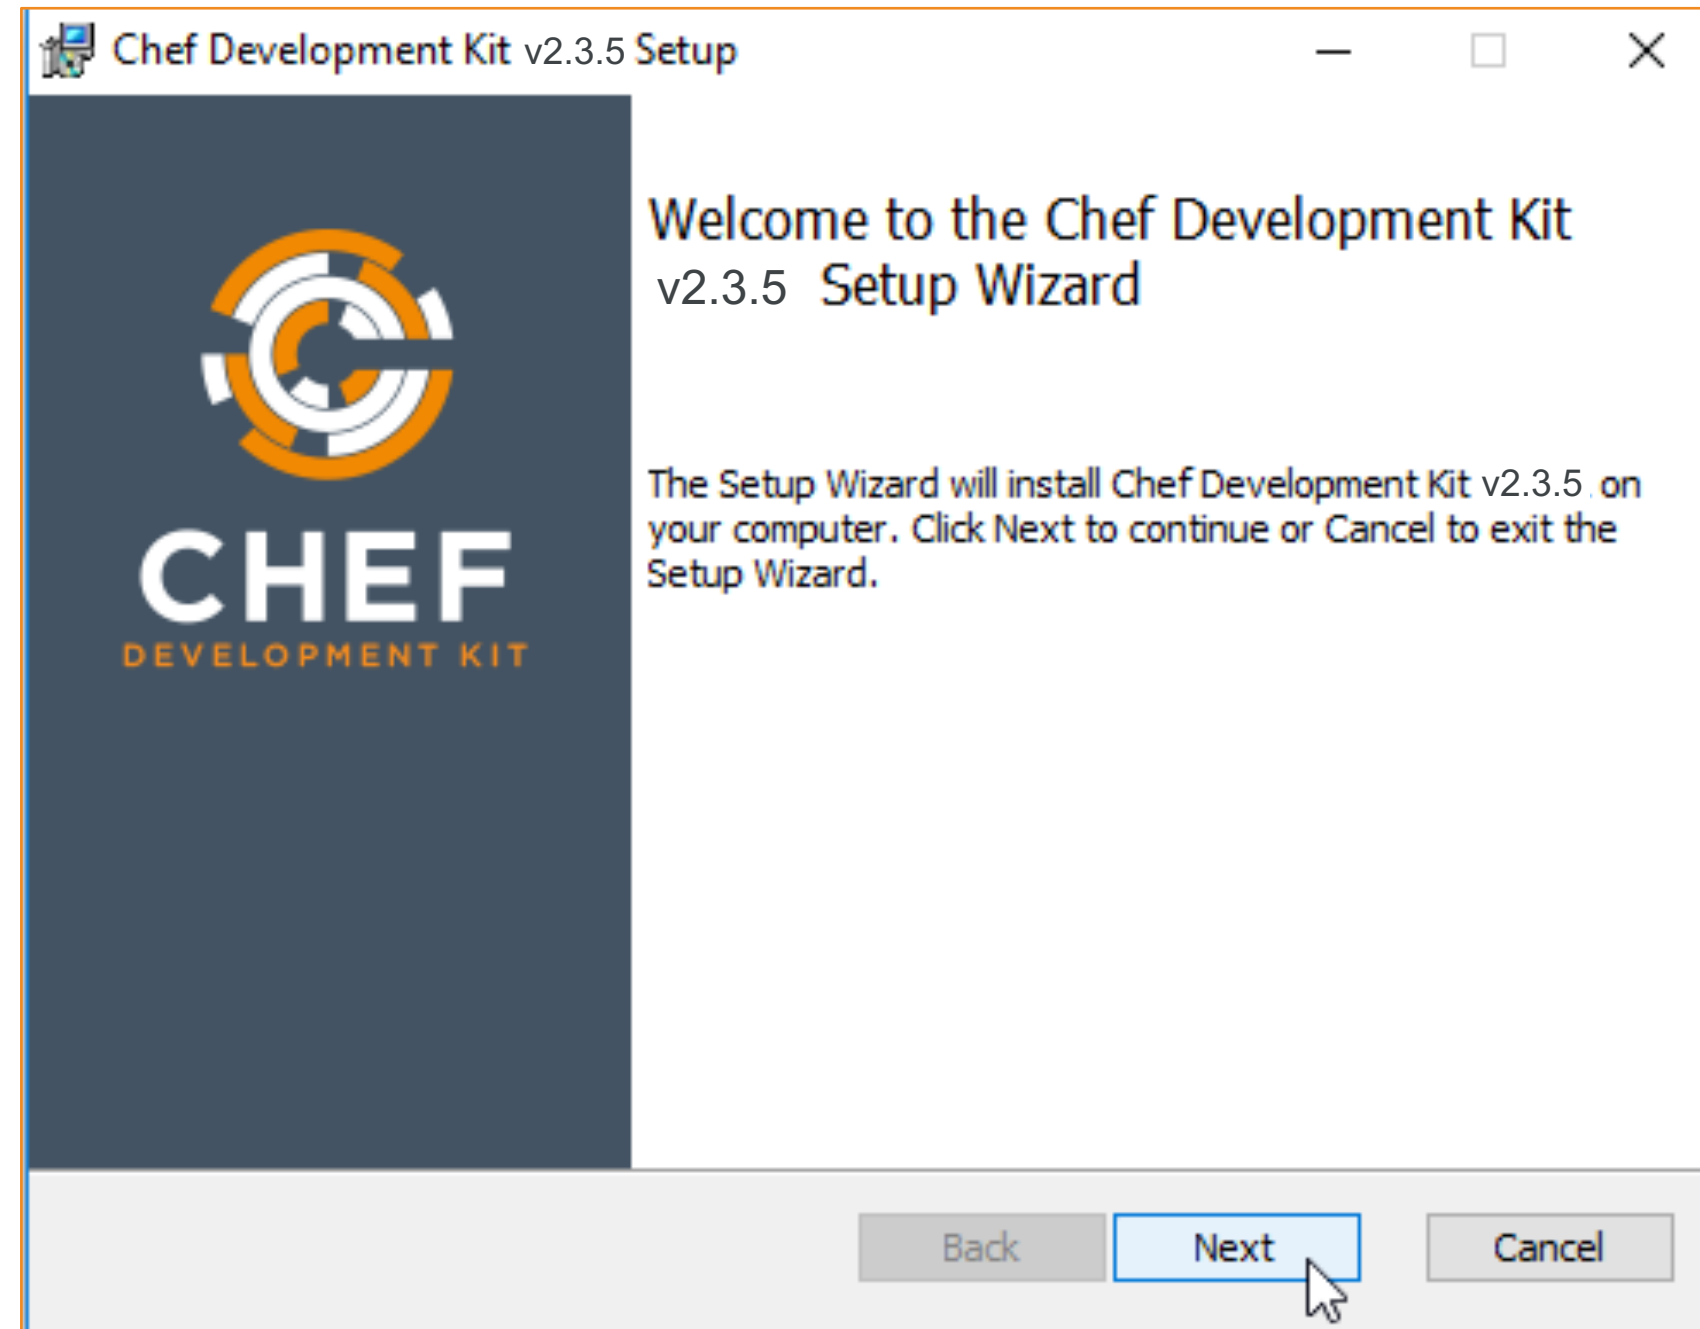 Chef Development Kit v2.3.5 Setup
CHEF
DEVELOPMENT KIT
Welcome to the Chef Development Kit
v2.3.5 Setup Wizard
The Setup Wizard will install Chef Development Kit v2.3.5 on
your computer. Click Next to continue or Cancel to exit the
Setup Wizard.
Back
Next
Cancel